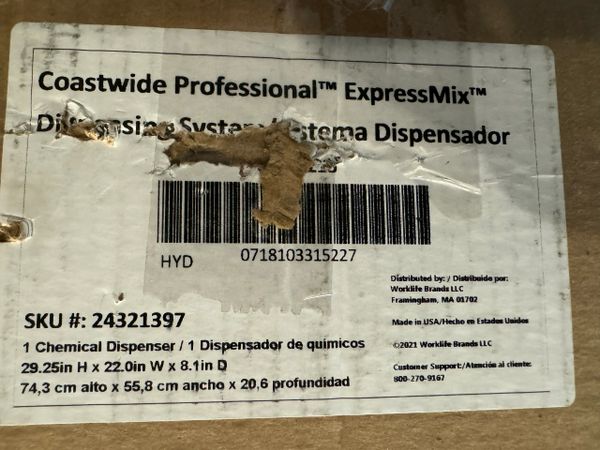 Coastwide Professional™ ExpressMix™
Dispensing System/Sistema Dispensador
HYD
0718103315227
SKU #: 24321397
1 Chemical Dispenser / 1 Dispensador de químicos
29.25in H x 22.0in W x 8.1in D
74,3 cm alto x 55,8 cm ancho x 20,6 profundidad
Distributed by: / Distribuido por:
Worklife Brands LLC
Framingham, MA 01702
Made in USA/Hecho en Estados Unidos
©2021 Worklife Brands LLC
Customer Support:/Atención al cliente:
800-270-9167